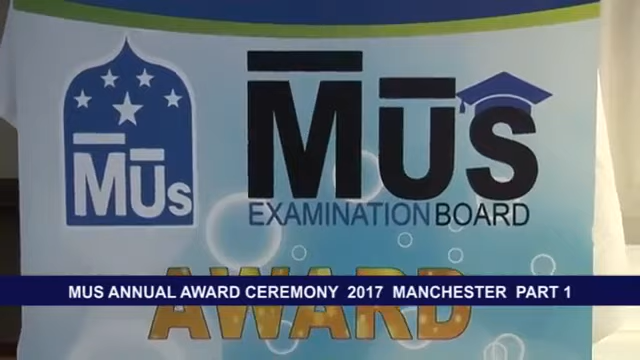 MUS
MUS
EXAMINATION BOARD
AWARD
MUS ANNUAL AWARD CEREMONY 2017 MANCHESTER PART 1